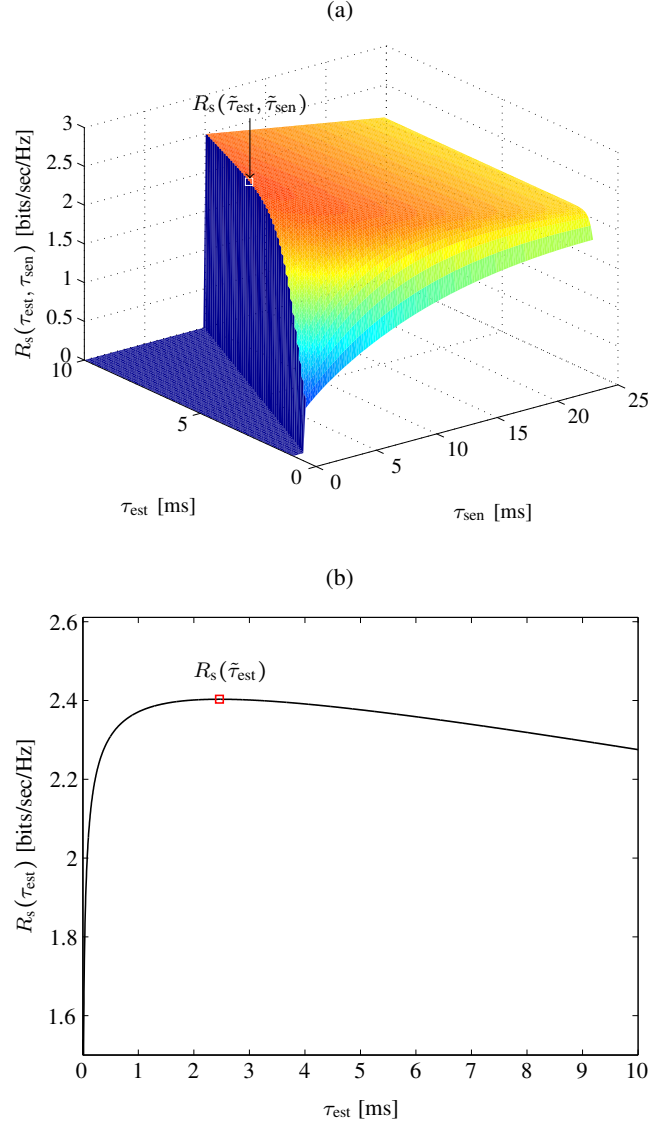 (a)
R_s(τ̃_est, τ̃_sen)
R_s(τ_est, τ_sen) [bits/sec/Hz]
3
2.5
2
1.5
1
0.5
0
10
5
0
0
5
10
15
20
25
τ_est [ms]
τ_sen [ms]
(b)
R_s(τ̃_est)
R_s(τ_est) [bits/sec/Hz]
2.6
2.4
2.2
2
1.8
1.6
0 1 2 3 4 5 6 7 8 9 10
τ_est [ms]